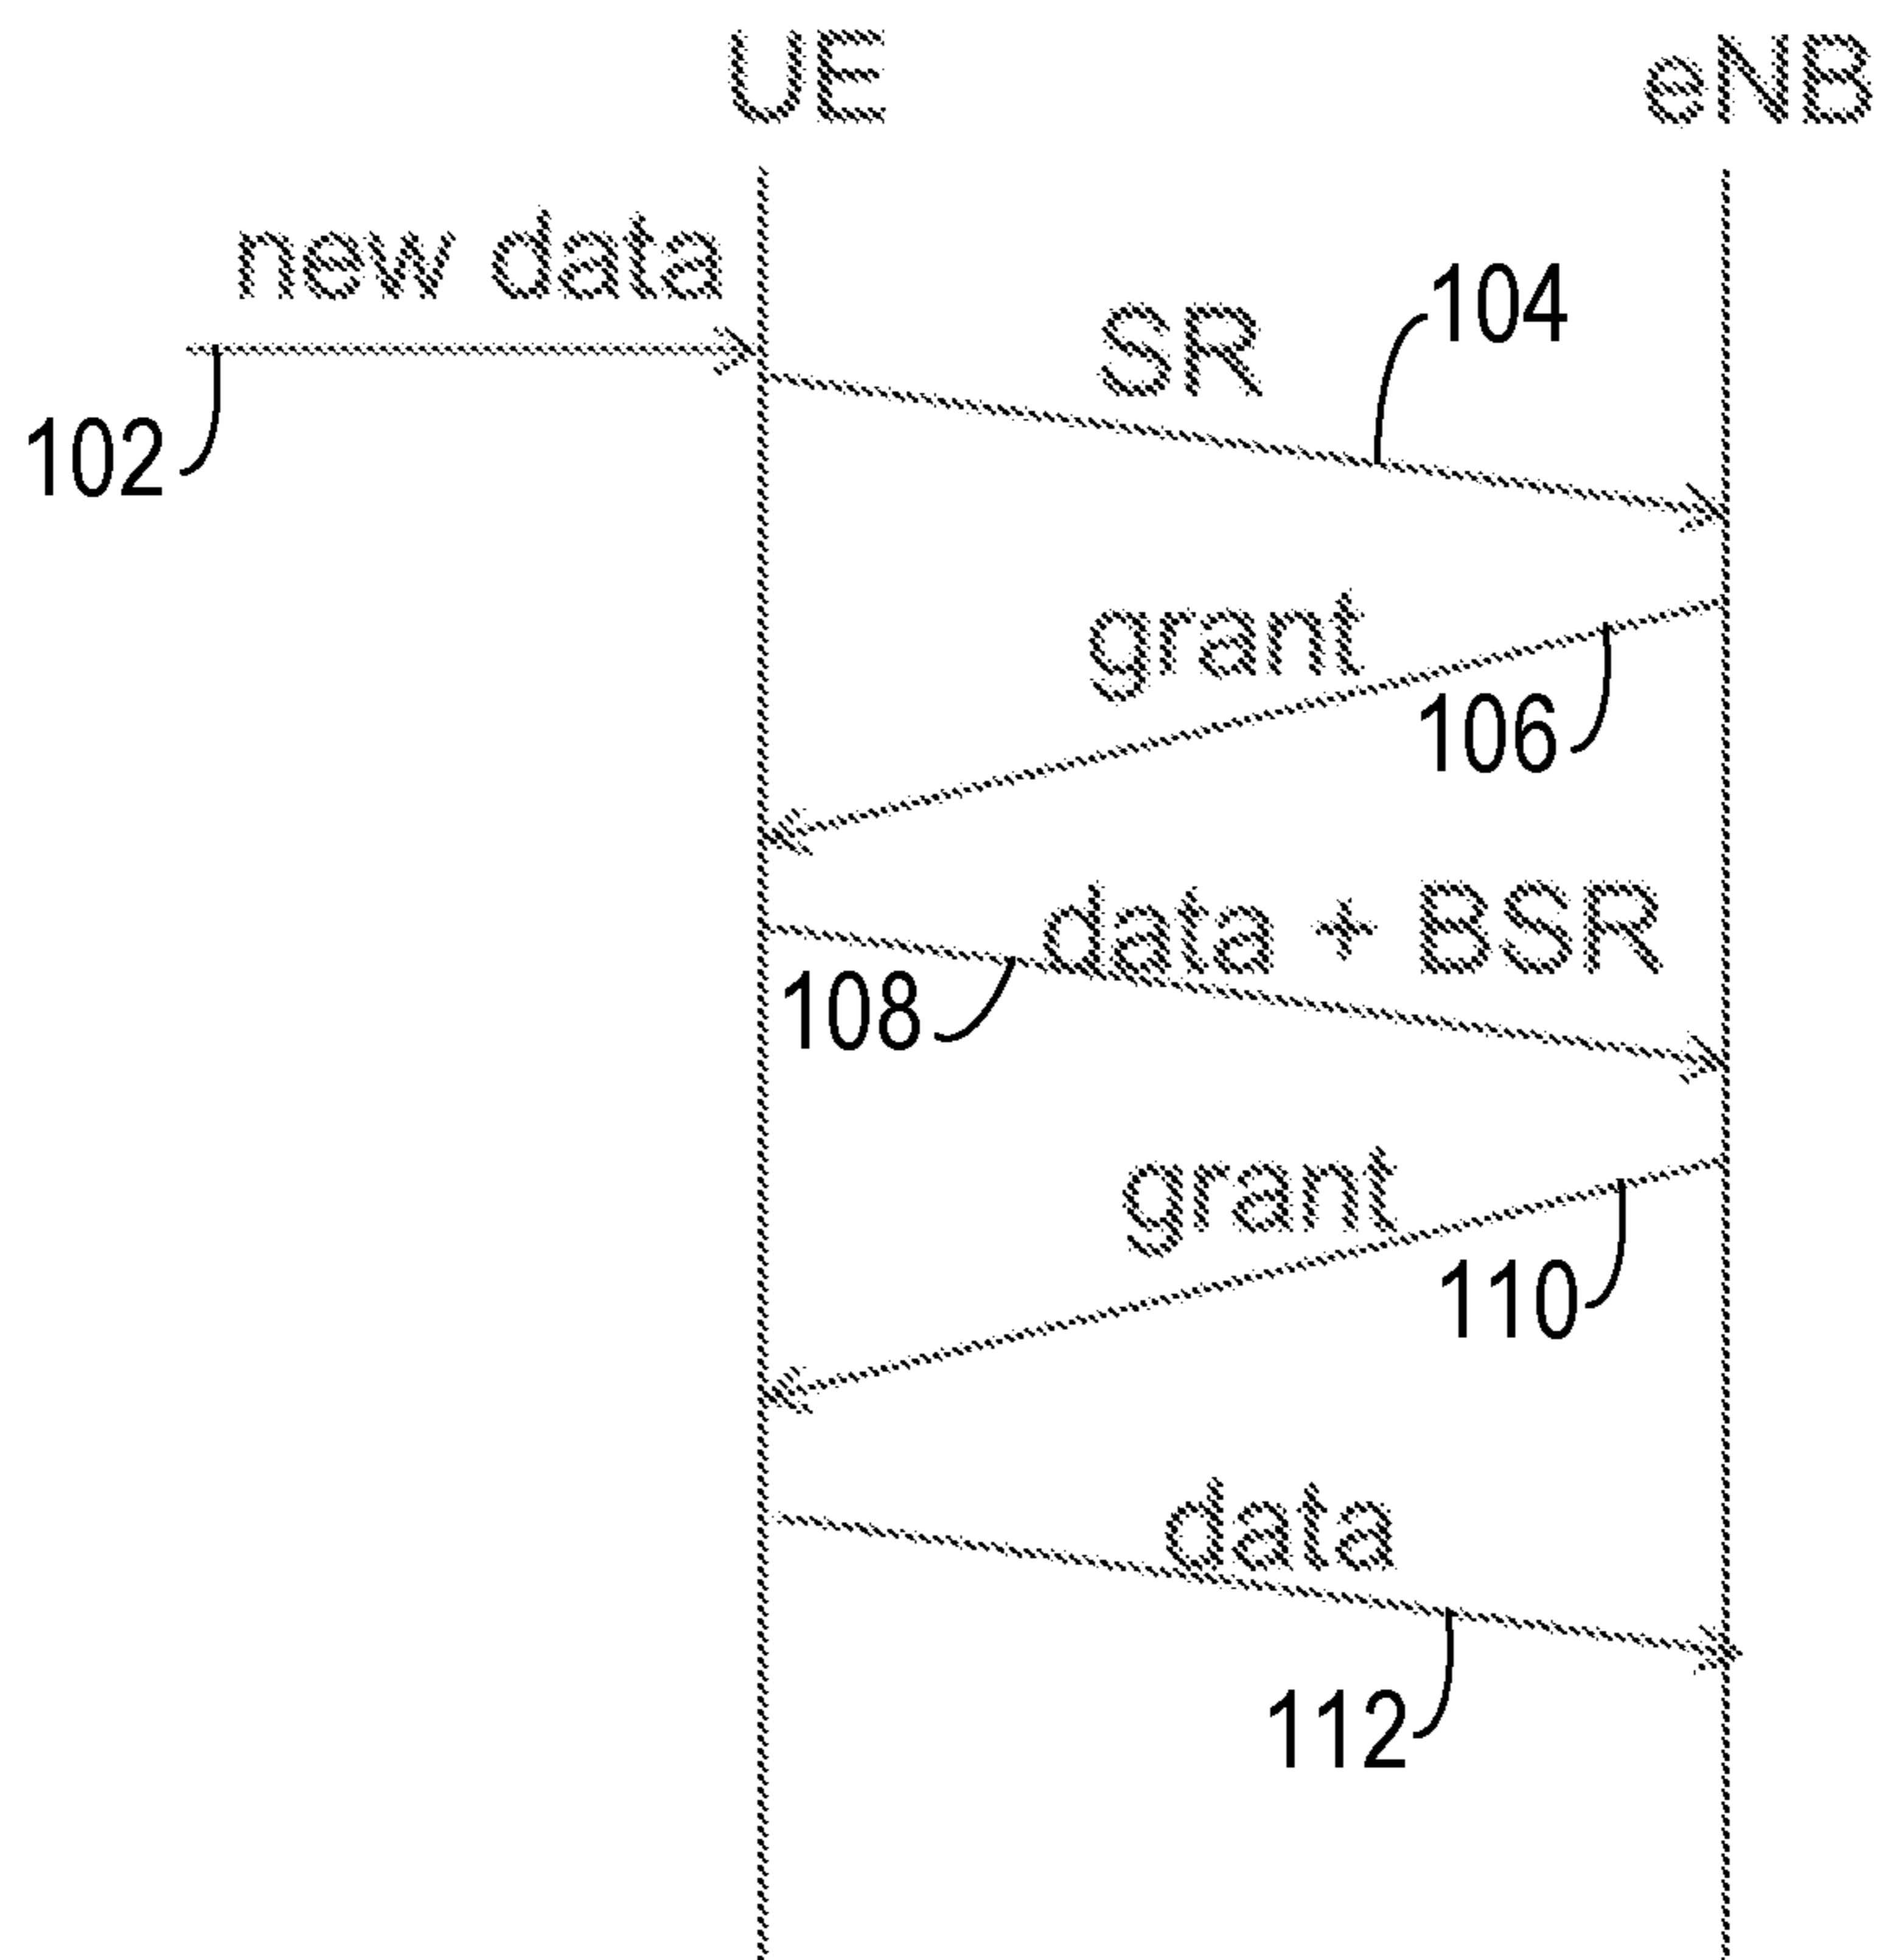 UE eNB
new data
SR 104
102
grant
106
data + BSR
108
grant
110
data
112